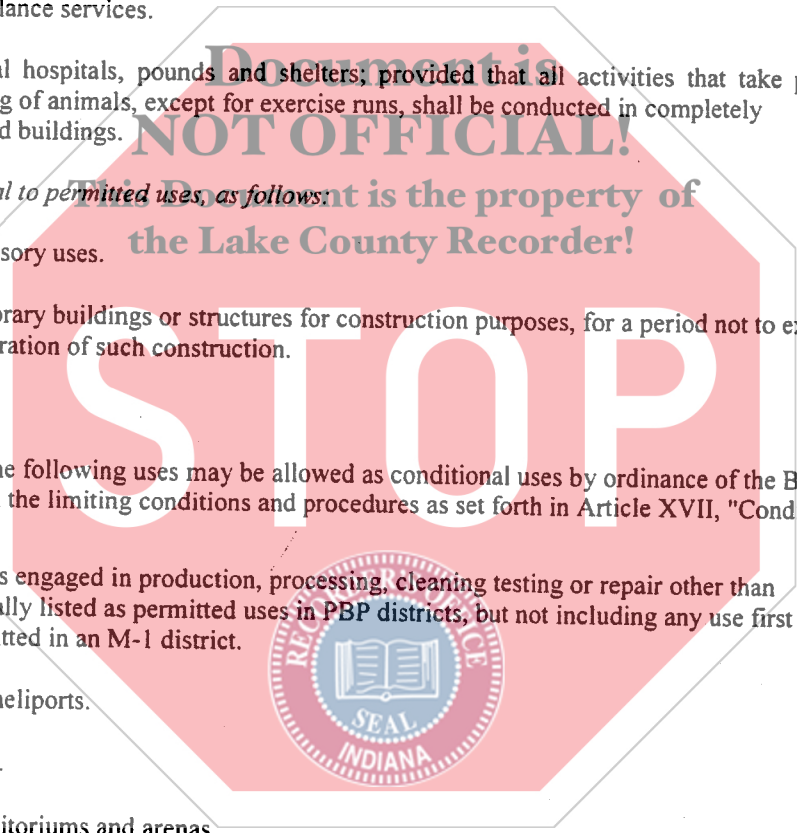 lance services.
Document is
al hospitals, pounds and shelters; provided that all activities that take
g of animals, except for exercise runs, shall be conducted in completely
d buildings.
NOT OFFICIAL!
al to permitted uses, as follows:
This Document is the property of
the Lake County Recorder!
sory uses.
orary buildings or structures for construction purposes, for a period not to ex
ration of such construction.
STOP
he following uses may be allowed as conditional uses by ordinance of the B
the limiting conditions and procedures as set forth in Article XVII, "Cond
s engaged in production, processing, cleaning testing or repair other than
ally listed as permitted uses in PBP districts, but not including any use first
tted in an M-1 district.
RECORDER'S OFFICE
SEAL
INDIANA
heliports.
itoriums and arenas